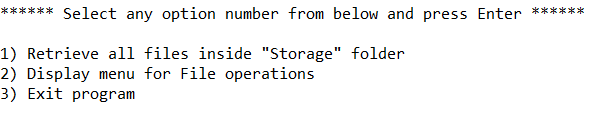 ****** Select any option number from below and press Enter ******
1) Retrieve all files inside "Storage" folder
2) Display menu for File operations
3) Exit program